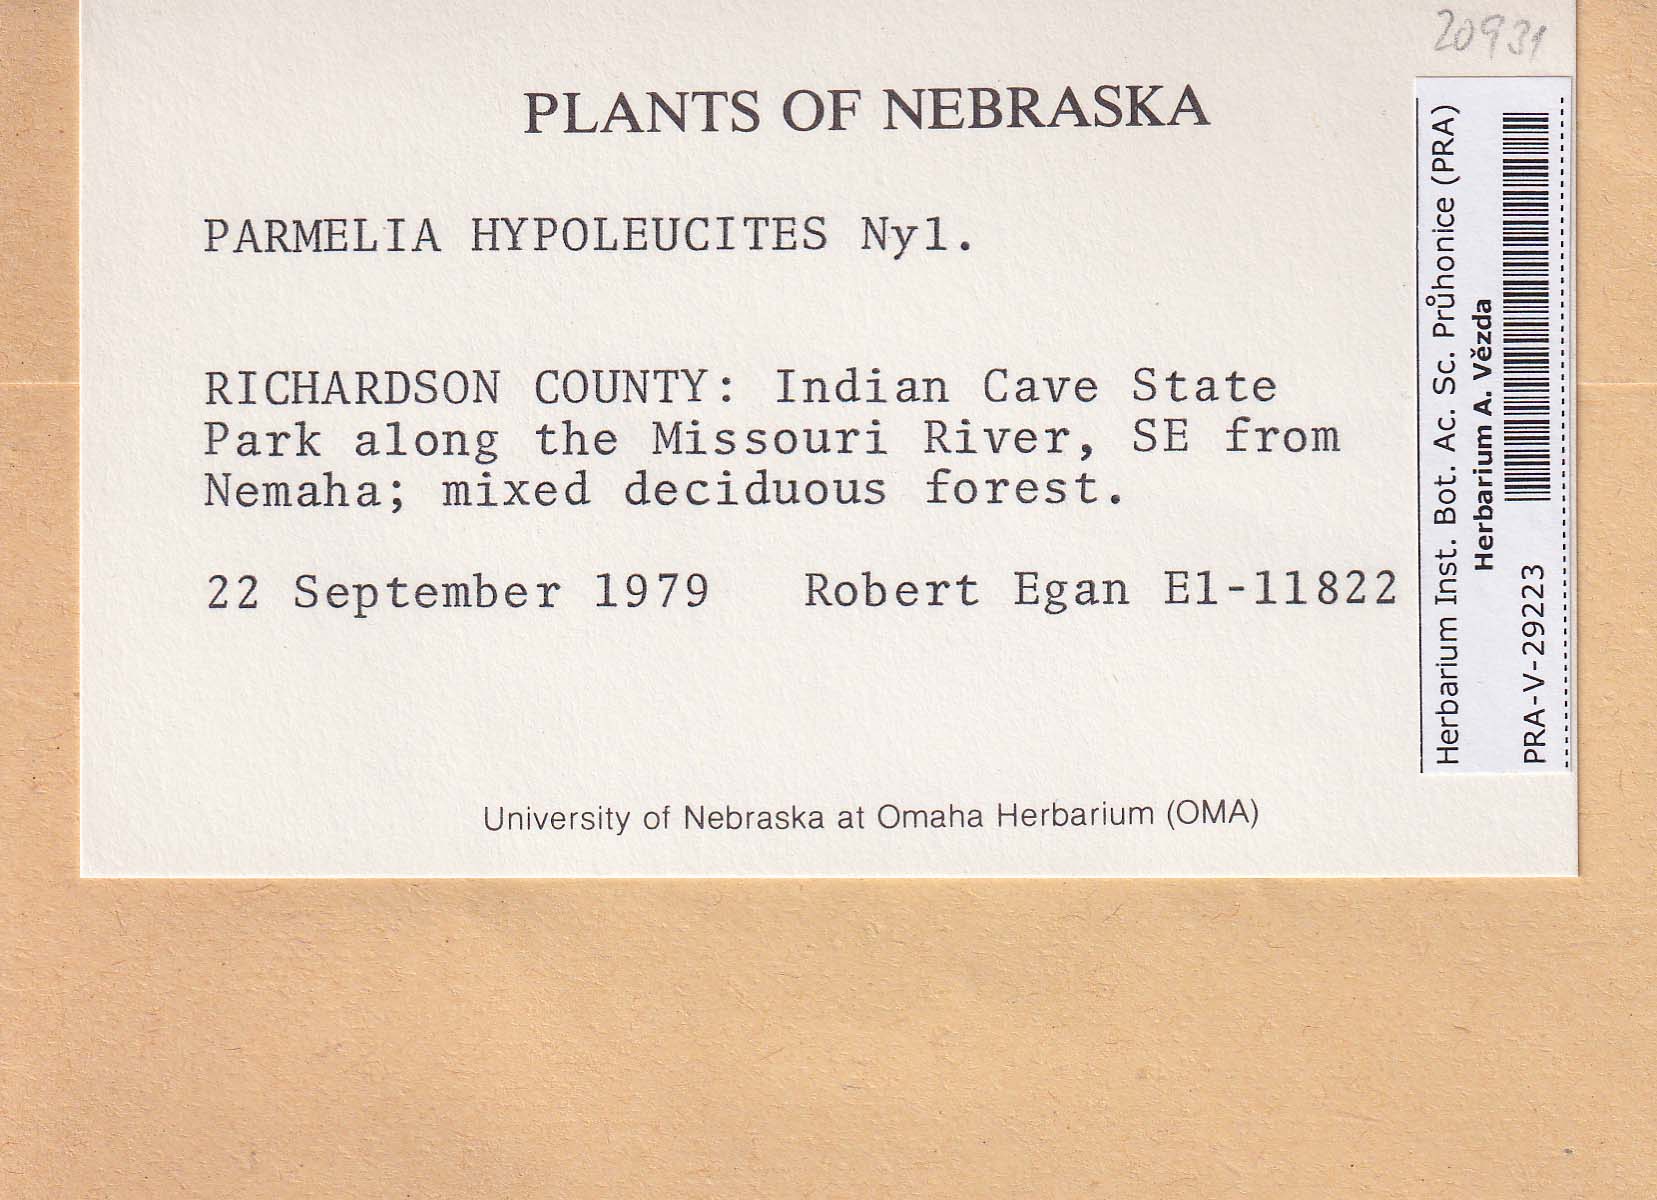 20931
PLANTS OF NEBRASKA
PARMELIA HYPOLEUCITES Nyl.
RICHARDSON COUNTY: Indian Cave State
Park along the Missouri River, SE from
Nemaha; mixed deciduous forest.
22 September 1979 Robert Egan El-11822
University of Nebraska at Omaha Herbarium (OMA)
Herbarium Inst. Bot. Ac. Sc. Průhonice (PRA)
Herbarium A. Vězda
PRA-V-29223